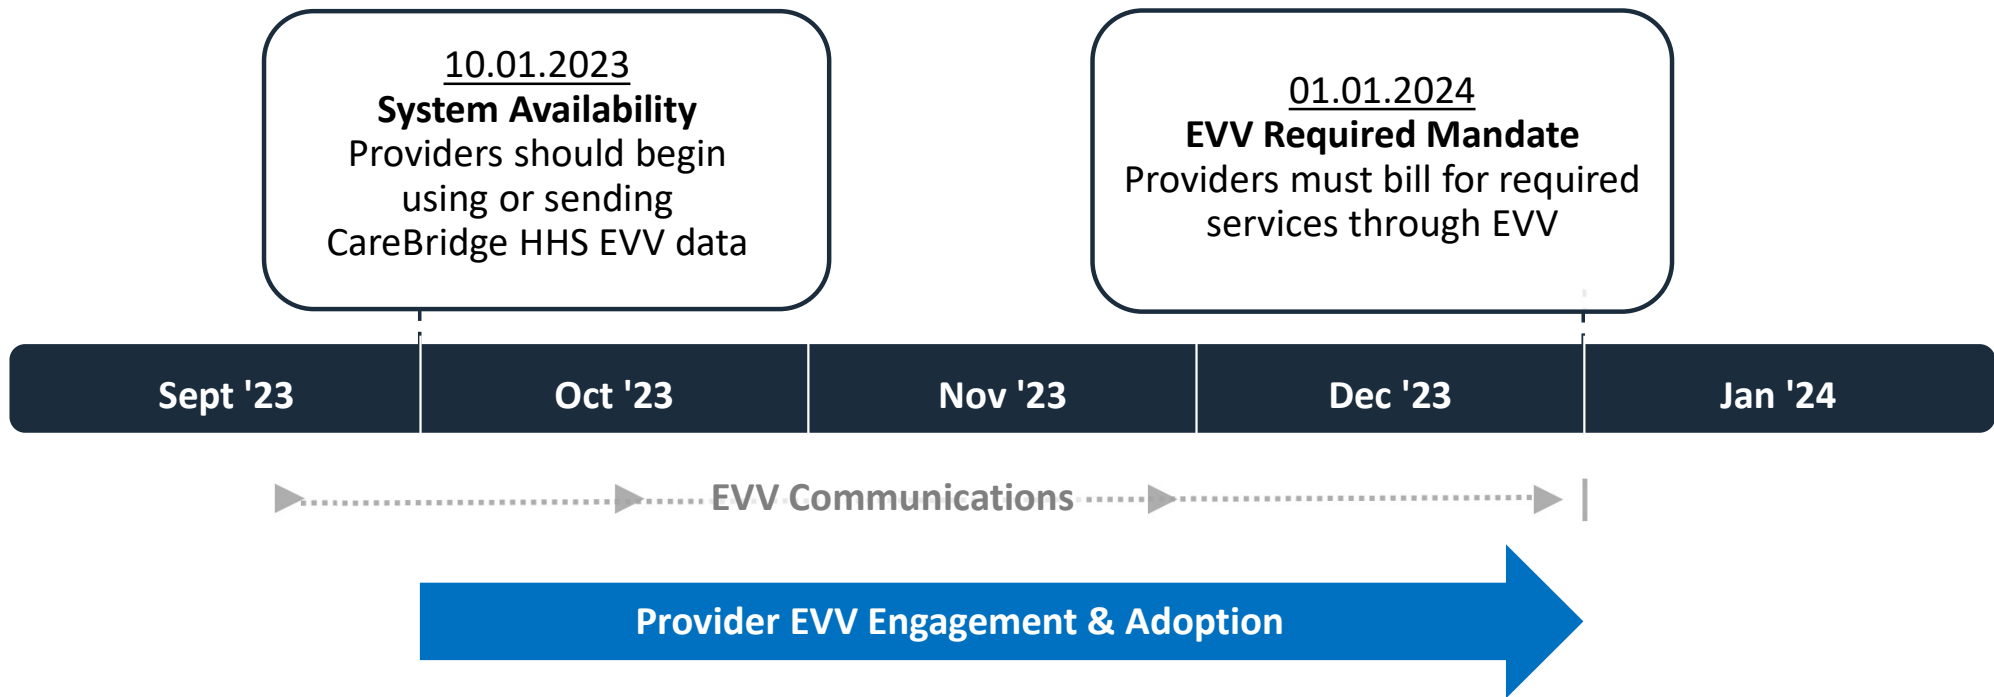 10.01.2023
System Availability
Providers should begin
using or sending
CareBridge HHS EVV data
01.01.2024
EVV Required Mandate
Providers must bill for required
services through EVV
Sept '23
Oct '23
Nov '23
Dec '23
Jan '24
EVV Communications
Provider EVV Engagement & Adoption